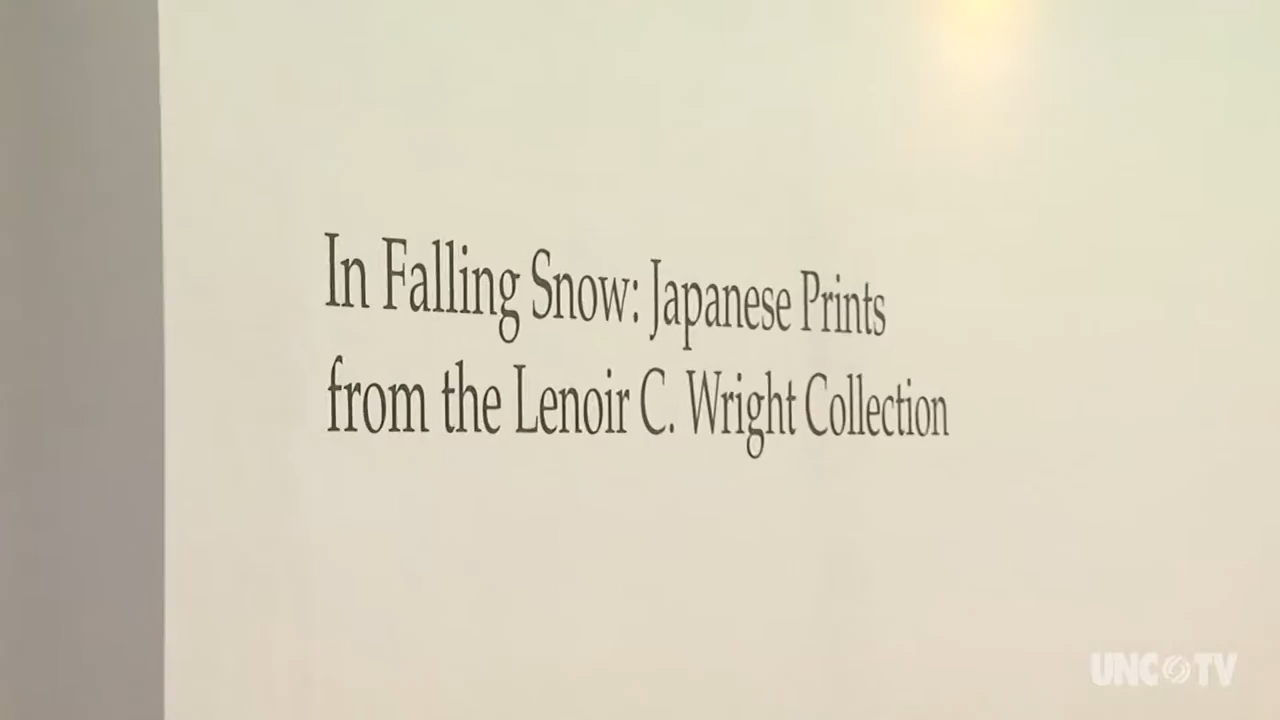 In Falling Snow: Japanese Prints
from the Lenoir C. Wright Collection
UNC TV